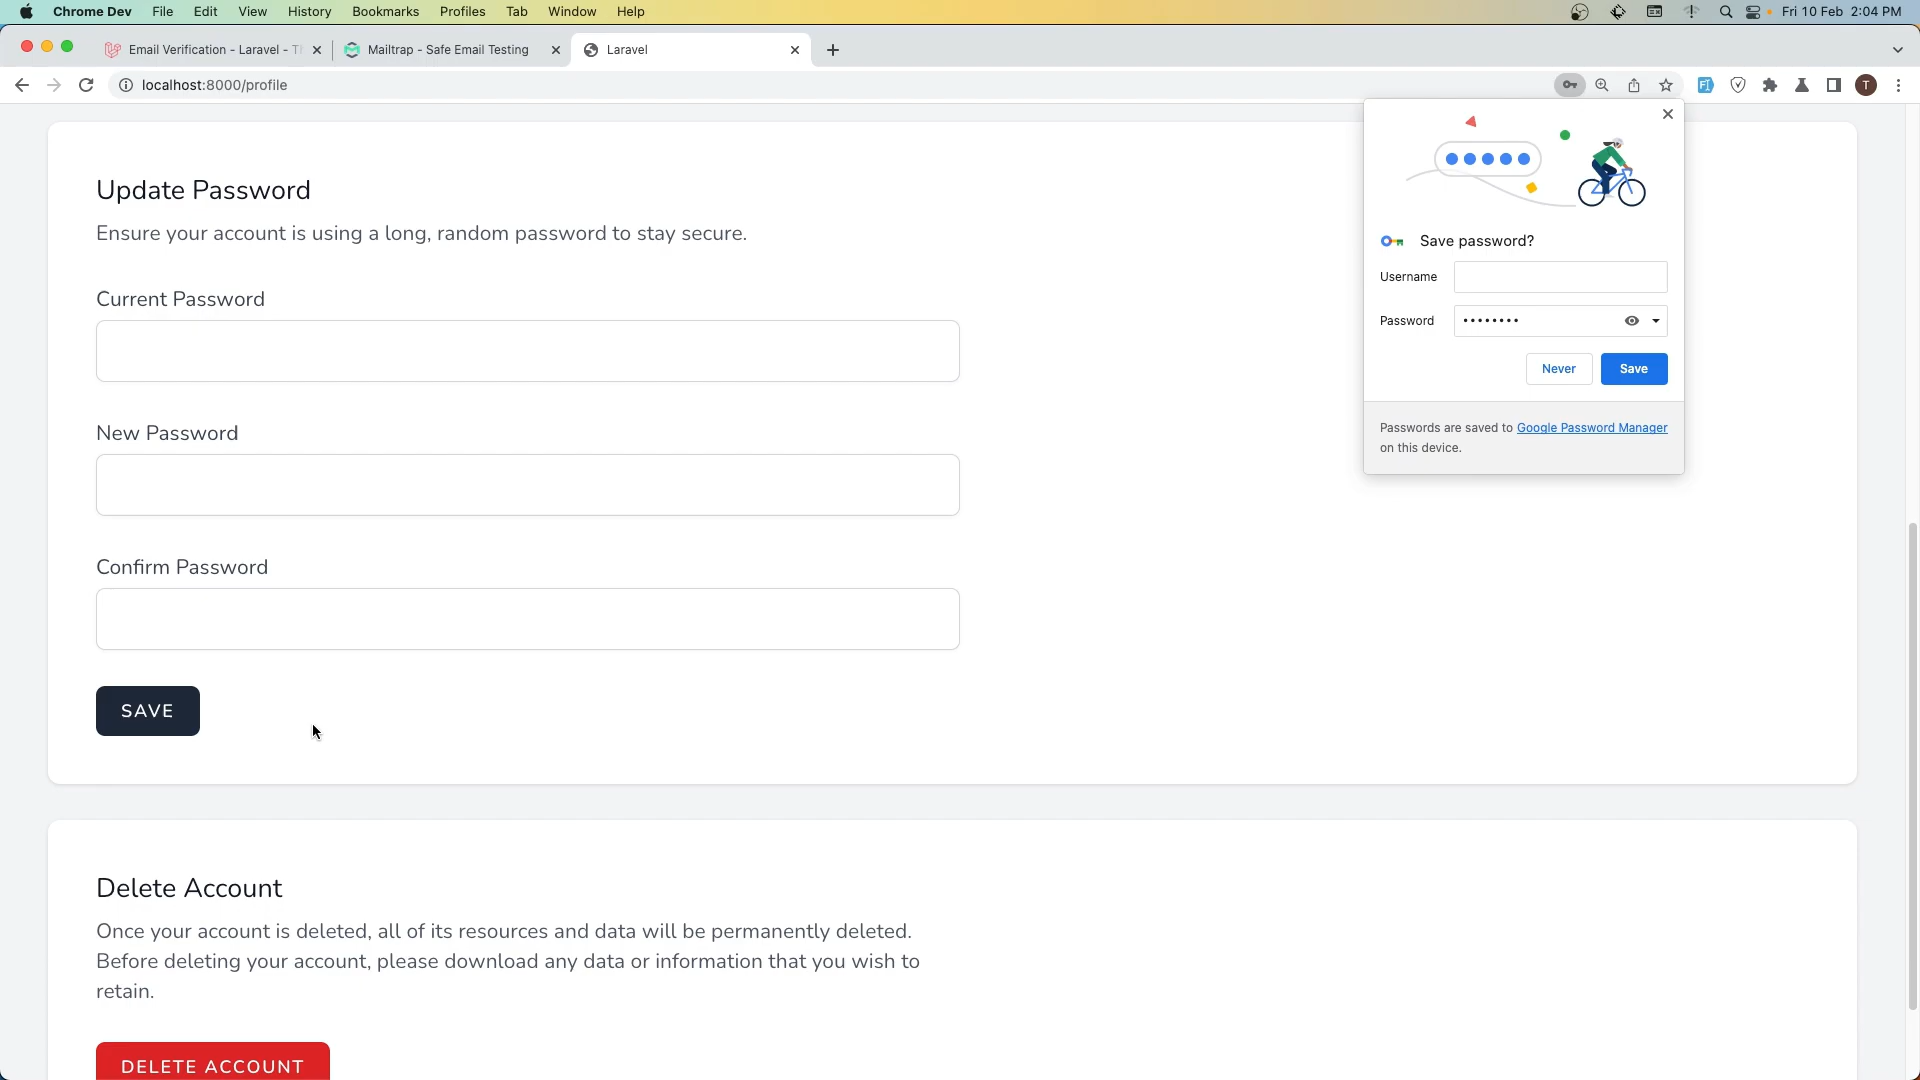 Chrome Dev File Edit View History Bookmarks Profiles Tab Window Help Fri 10 Feb 2:04 PM
Email Verification - Laravel - Th Mailtrap - Safe Email Testing Laravel
localhost:8000/profile T
Update Password
Ensure your account is using a long, random password to stay secure.
Current Password
New Password
Confirm Password
SAVE
Save password?
Username
Password ••••••••
Never Save
Passwords are saved to Google Password Manager
on this device.
Delete Account
Once your account is deleted, all of its resources and data will be permanently deleted.
Before deleting your account, please download any data or information that you wish to
retain.
DELETE ACCOUNT